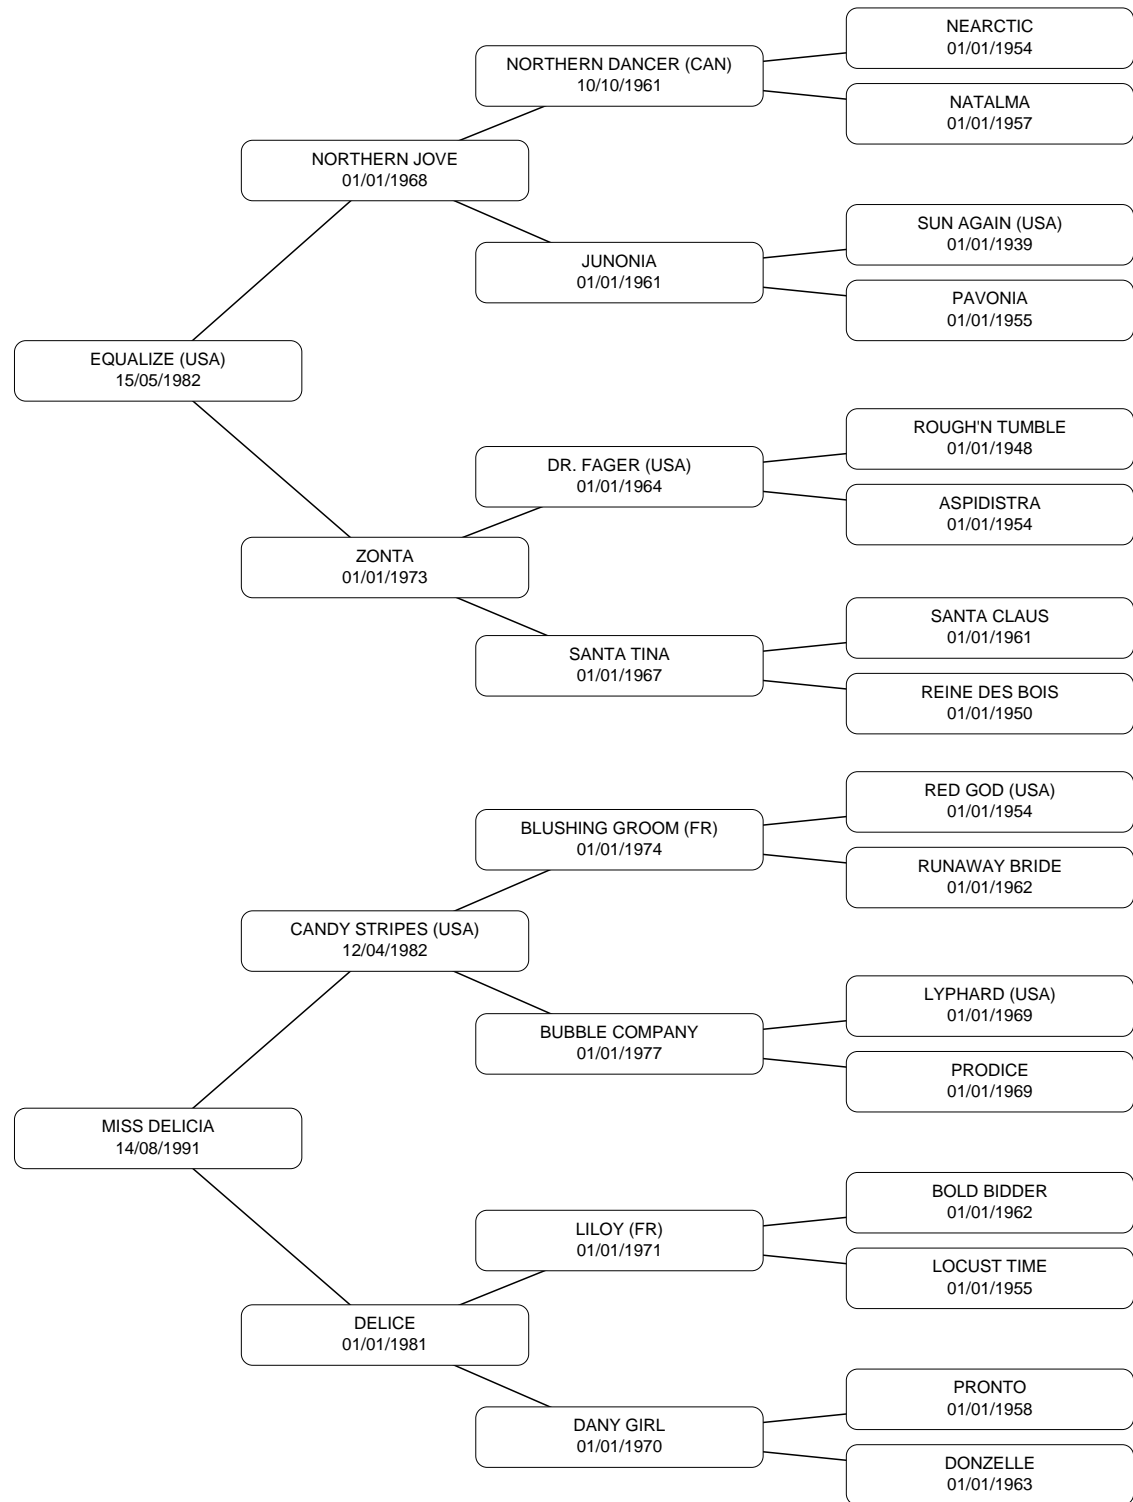 NEARCTIC
01/01/1954
NORTHERN DANCER (CAN)
10/10/1961
NATALMA
01/01/1957
NORTHERN JOVE
01/01/1968
SUN AGAIN (USA)
01/01/1939
JUNONIA
01/01/1961
PAVONIA
01/01/1955
EQUALIZE (USA)
15/05/1982
ROUGH'N TUMBLE
01/01/1948
DR. FAGER (USA)
01/01/1964
ASPIDISTRA
01/01/1954
ZONTA
01/01/1973
SANTA CLAUS
01/01/1961
SANTA TINA
01/01/1967
REINE DES BOIS
01/01/1950
RED GOD (USA)
01/01/1954
BLUSHING GROOM (FR)
01/01/1974
RUNAWAY BRIDE
01/01/1962
CANDY STRIPES (USA)
12/04/1982
LYPHARD (USA)
01/01/1969
BUBBLE COMPANY
01/01/1977
PRODICE
01/01/1969
MISS DELICIA
14/08/1991
BOLD BIDDER
01/01/1962
LILOY (FR)
01/01/1971
LOCUST TIME
01/01/1955
DELICE
01/01/1981
PRONTO
01/01/1958
DANY GIRL
01/01/1970
DONZELLE
01/01/1963